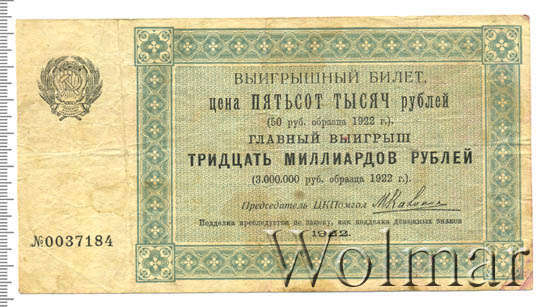 ВЫИГРЫШНЫЙ БИЛЕТ,
цена ПЯТЬСОТ ТЫСЯЧ рублей
(50 руб. образца 1922 г.).
ГЛАВНЫЙ ВЫИГРЫШ
ТРИДЦАТЬ МИЛЛИАРДОВ РУБЛЕЙ
(3.000.000 руб. образца 1922 г.).
Председатель ЦКПомгол
Подделка преследуется по закону, как подделка денежных знаков
№0037184
1922
Wolmar